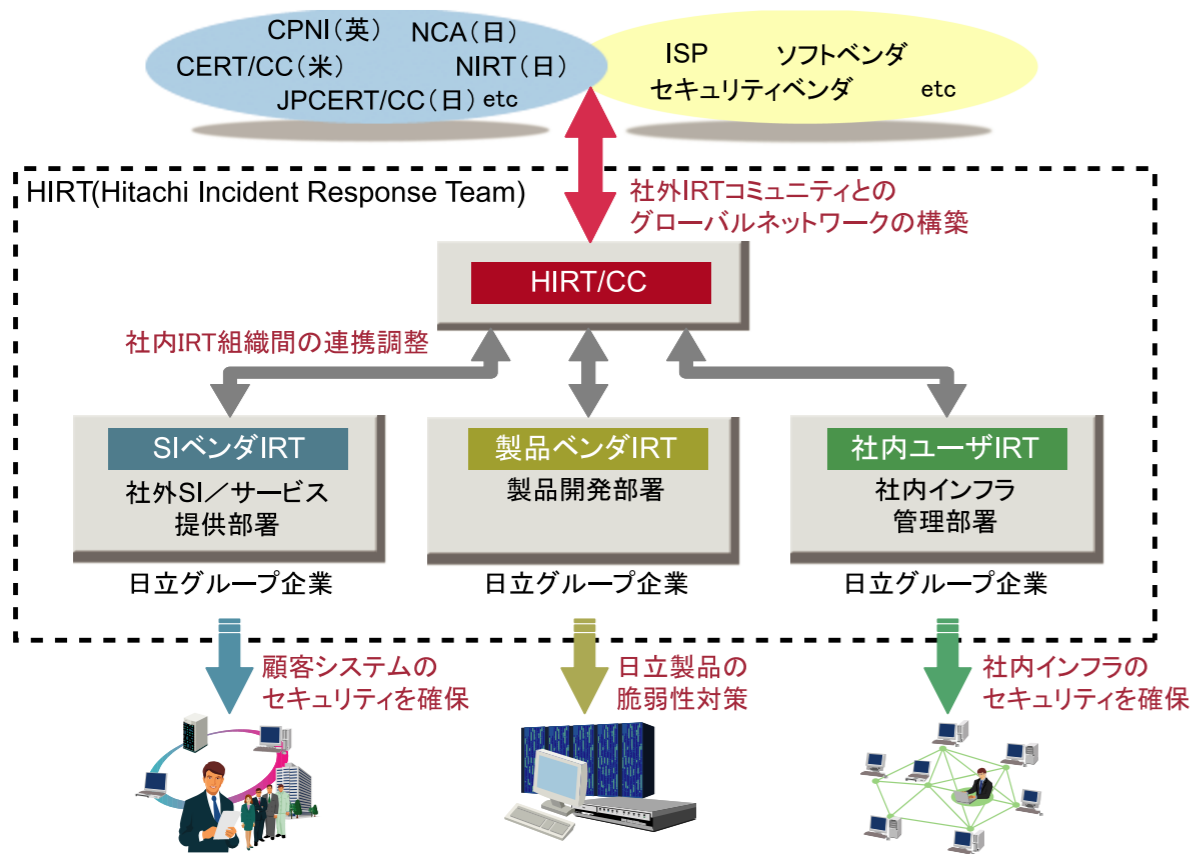 CPNI（英） NCA（日）
CERT/CC（米） NIRT（日）
JPCERT/CC（日） etc
ISP ソフトベンダ
セキュリティベンダ etc
HIRT(Hitachi Incident Response Team)
社外IRTコミュニティとの
グローバルネットワークの構築
HIRT/CC
社内IRT組織間の連携調整
SIベンダIRT
社外SI／サービス
提供部署
日立グループ企業
製品ベンダIRT
製品開発部署
日立グループ企業
社内ユーザIRT
社内インフラ
管理部署
日立グループ企業
顧客システムの
セキュリティを確保
日立製品の
脆弱性対策
社内インフラの
セキュリティを確保